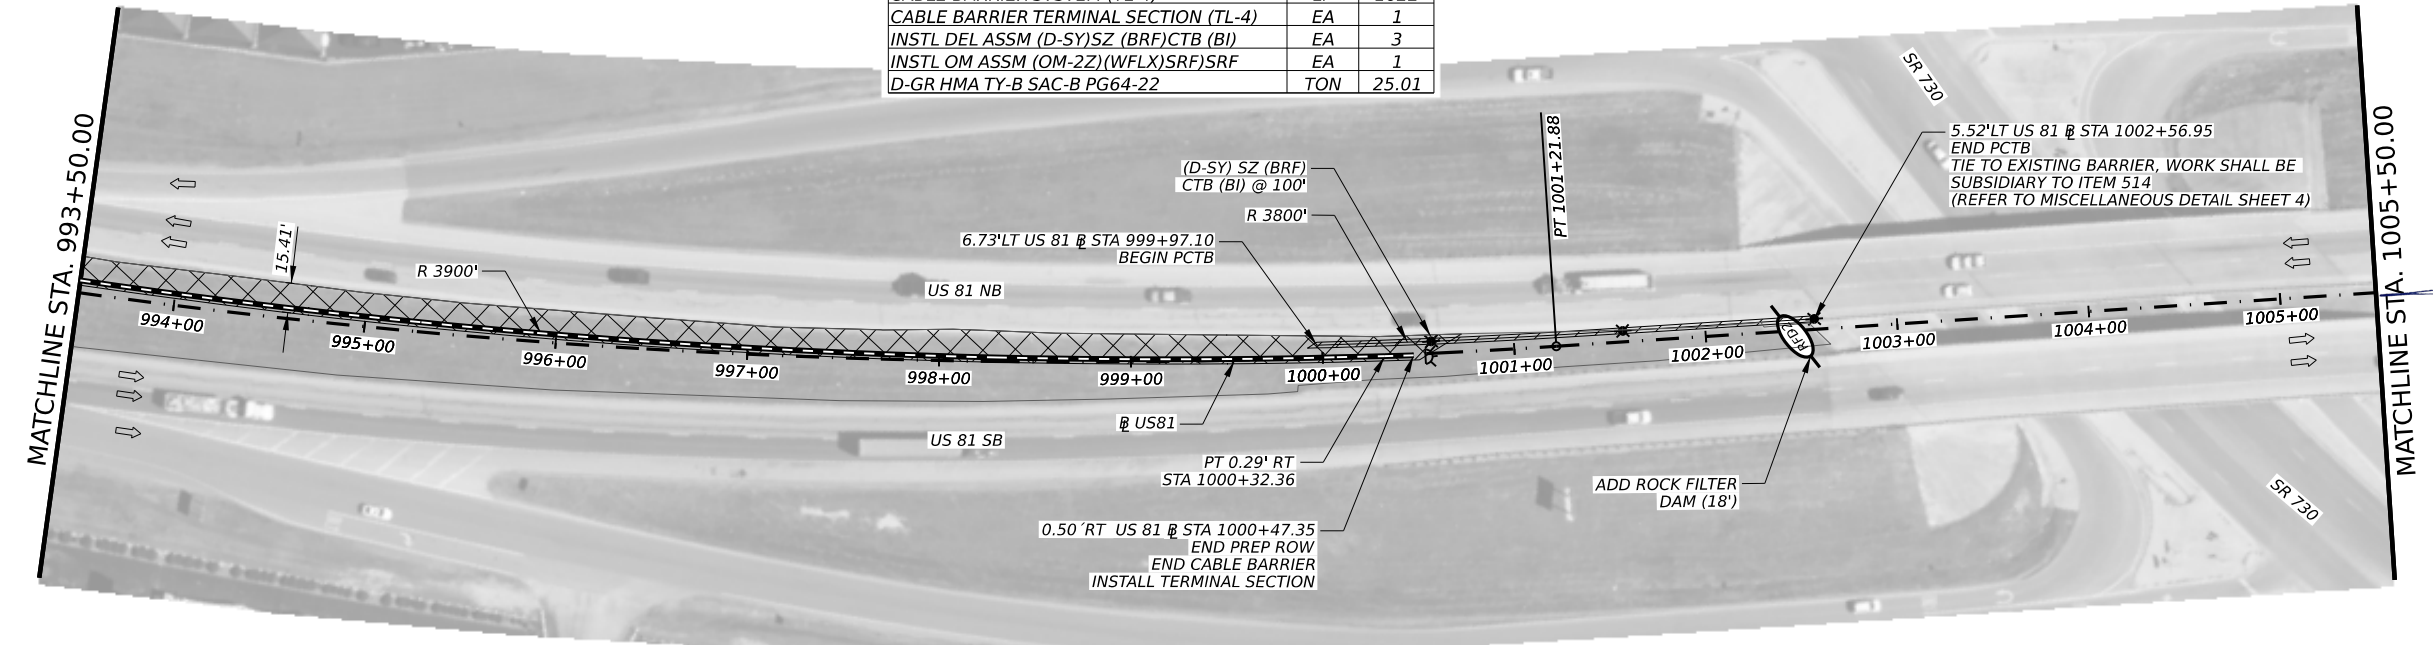 CABLE BARRIER TERMINAL SECTION (TL-4) EA 1
INSTL DEL ASSM (D-SY)SZ (BRF)CTB (BI) EA 3
INSTL OM ASSM (OM-2Z)(WFLX)SRF)SRF EA 1
D-GR HMA TY-B SAC-B PG64-22 TON 25.01
MATCHLINE STA. 993+50.00
MATCHLINE STA. 1005+50.00
SR 730
PT 1001+21.88
5.52'LT US 81 ℄ STA 1002+56.95
END PCTB
TIE TO EXISTING BARRIER, WORK SHALL BE
SUBSIDIARY TO ITEM 514
(REFER TO MISCELLANEOUS DETAIL SHEET 4)
(D-SY) SZ (BRF)
CTB (BI) @ 100'
R 3800'
6.73'LT US 81 ℄ STA 999+97.10
BEGIN PCTB
15.41'
R 3900'
US 81 NB
994+00
995+00
996+00
997+00
998+00
999+00
1000+00
1001+00
1002+00
1003+00
1004+00
1005+00
RFD2
℄ US81
US 81 SB
PT 0.29' RT
STA 1000+32.36
ADD ROCK FILTER
DAM (18')
0.50´RT US 81 ℄ STA 1000+47.35
END PREP ROW
END CABLE BARRIER
INSTALL TERMINAL SECTION
SR 730